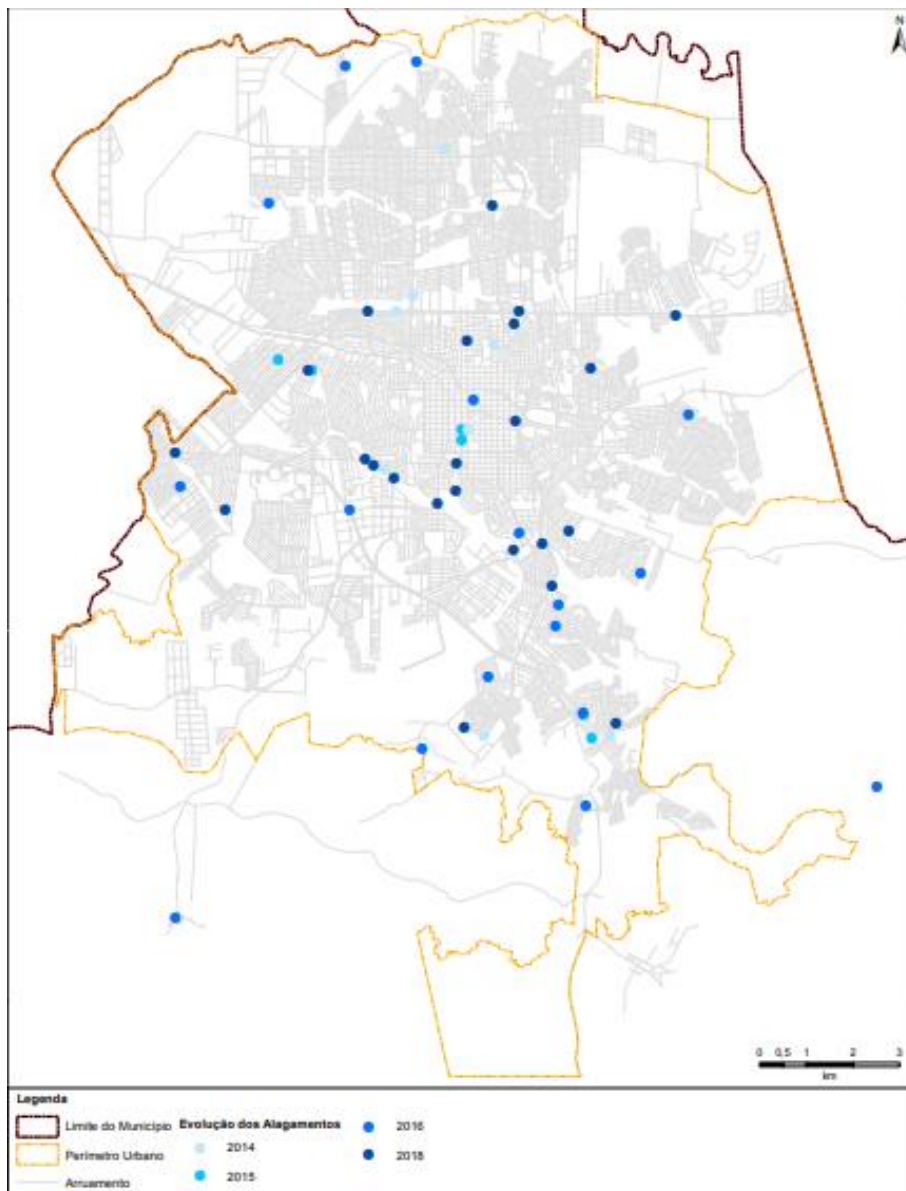 N
0 0,5 1 2 3
km
Legenda
Limite do Município
Perímetro Urbano
Arruamento
Evolução dos Alagamentos
2014
2015
2016
2018